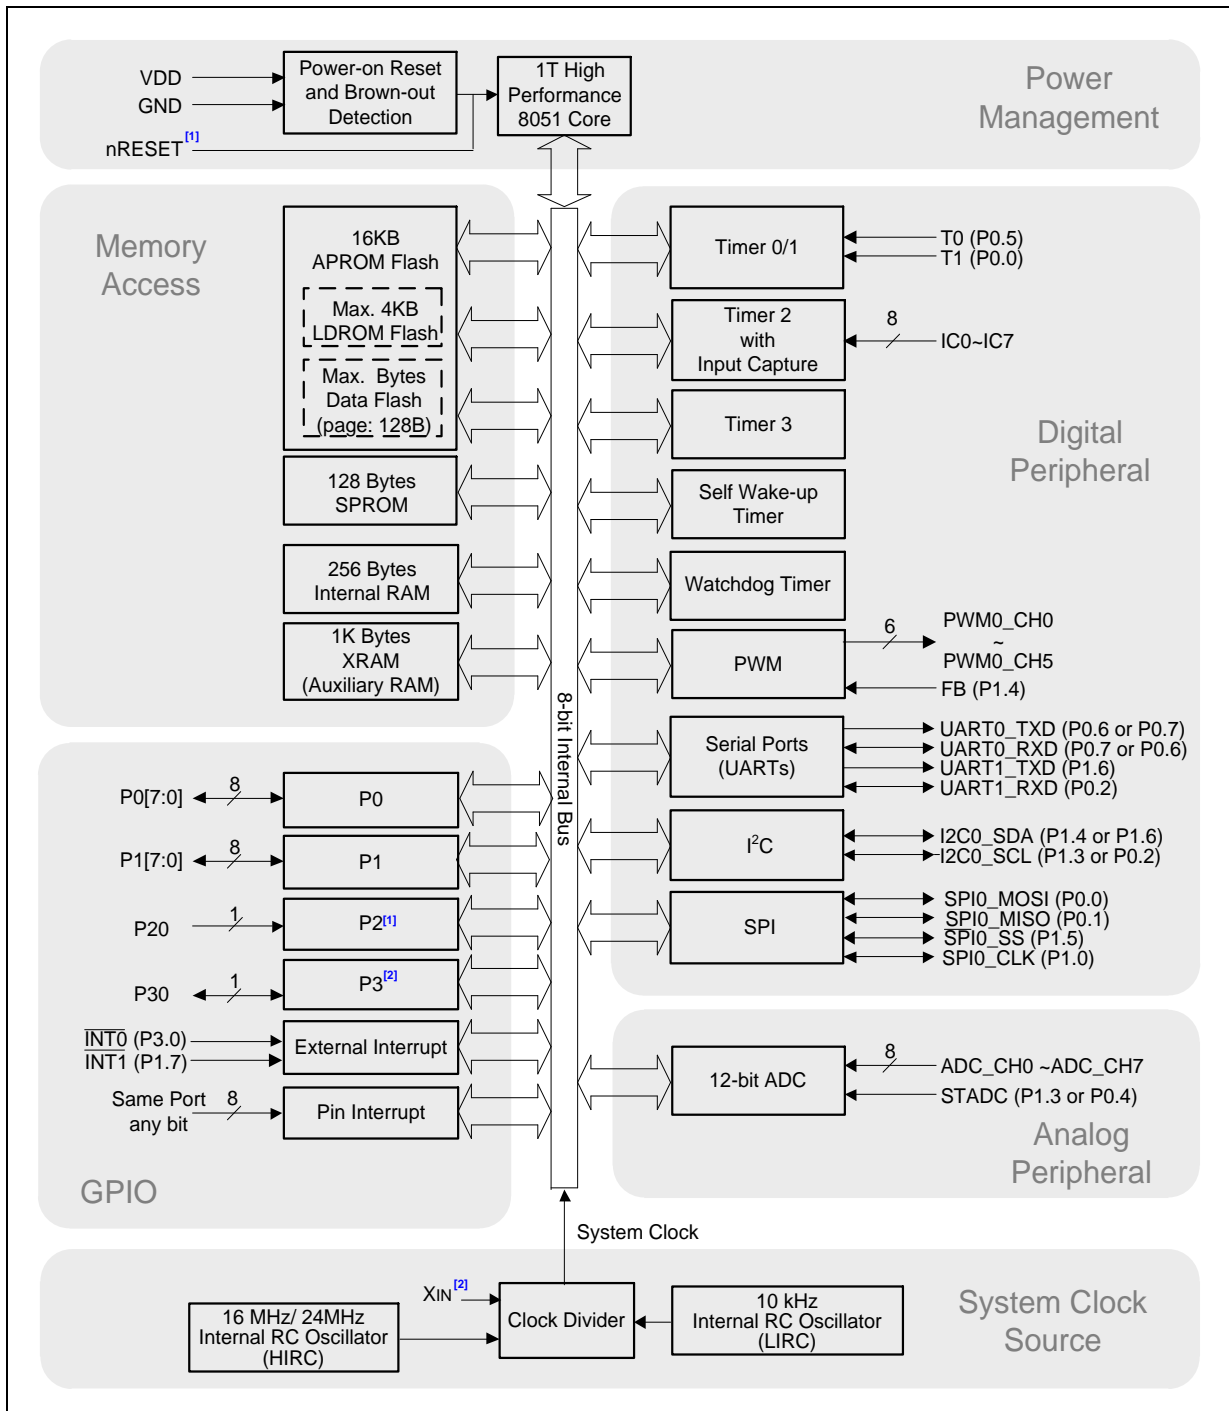 Power-on Reset
and Brown-out
Detection
1T High
Performance
8051 Core
VDD
GND
nRESET[1]
Power
Management
Memory
Access
16KB
APROM Flash
Max. 4KB
LDROM Flash
Max. Bytes
Data Flash
(page: 128B)
128 Bytes
SPROM
256 Bytes
Internal RAM
1K Bytes
XRAM
(Auxiliary RAM)
8-bit Internal Bus
Timer 0/1
T0 (P0.5)
T1 (P0.0)
Timer 2
with
Input Capture
8
IC0~IC7
Timer 3
Digital
Peripheral
Self Wake-up
Timer
Watchdog Timer
PWM
6
PWM0_CH0
~
PWM0_CH5
FB (P1.4)
Serial Ports
(UARTs)
UART0_TXD (P0.6 or P0.7)
UART0_RXD (P0.7 or P0.6)
UART1_TXD (P1.6)
UART1_RXD (P0.2)
I2C
I2C0_SDA (P1.4 or P1.6)
I2C0_SCL (P1.3 or P0.2)
SPI
SPI0_MOSI (P0.0)
SPI0_MISO (P0.1)
SPI0_SS (P1.5)
SPI0_CLK (P1.0)
P0[7:0]
8
P0
P1[7:0]
8
P1
P20
1
P2[1]
P30
1
P3[2]
INT0 (P3.0)
INT1 (P1.7)
External Interrupt
Same Port
any bit
8
Pin Interrupt
GPIO
12-bit ADC
8
ADC_CH0 ~ADC_CH7
STADC (P1.3 or P0.4)
Analog
Peripheral
System Clock
XIN[2]
Clock Divider
16 MHz/ 24MHz
Internal RC Oscillator
(HIRC)
10 kHz
Internal RC Oscillator
(LIRC)
System Clock
Source